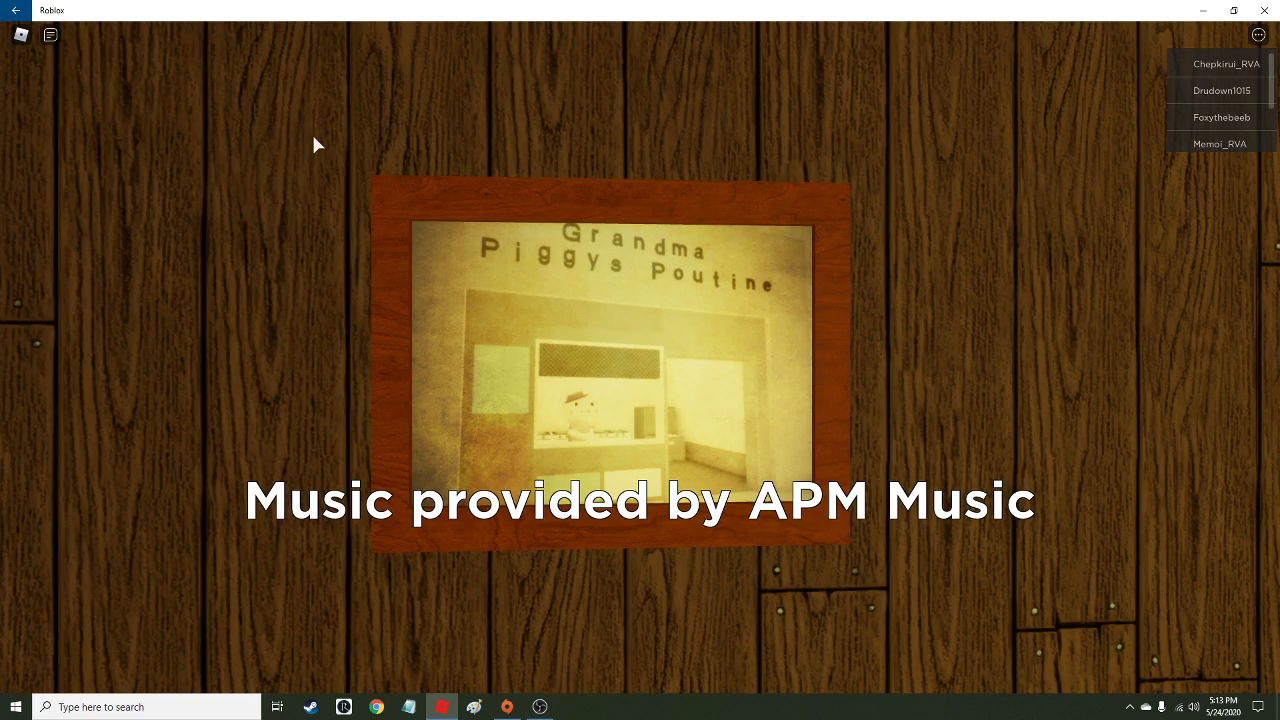 Roblox
Chepkirui_RVA
Drudown1015
Foxythebeeb
Memoi_RVA
Grandma
Piggys Poutine
Music provided by APM Music
Type here to search
5:13 PM
5/24/2020